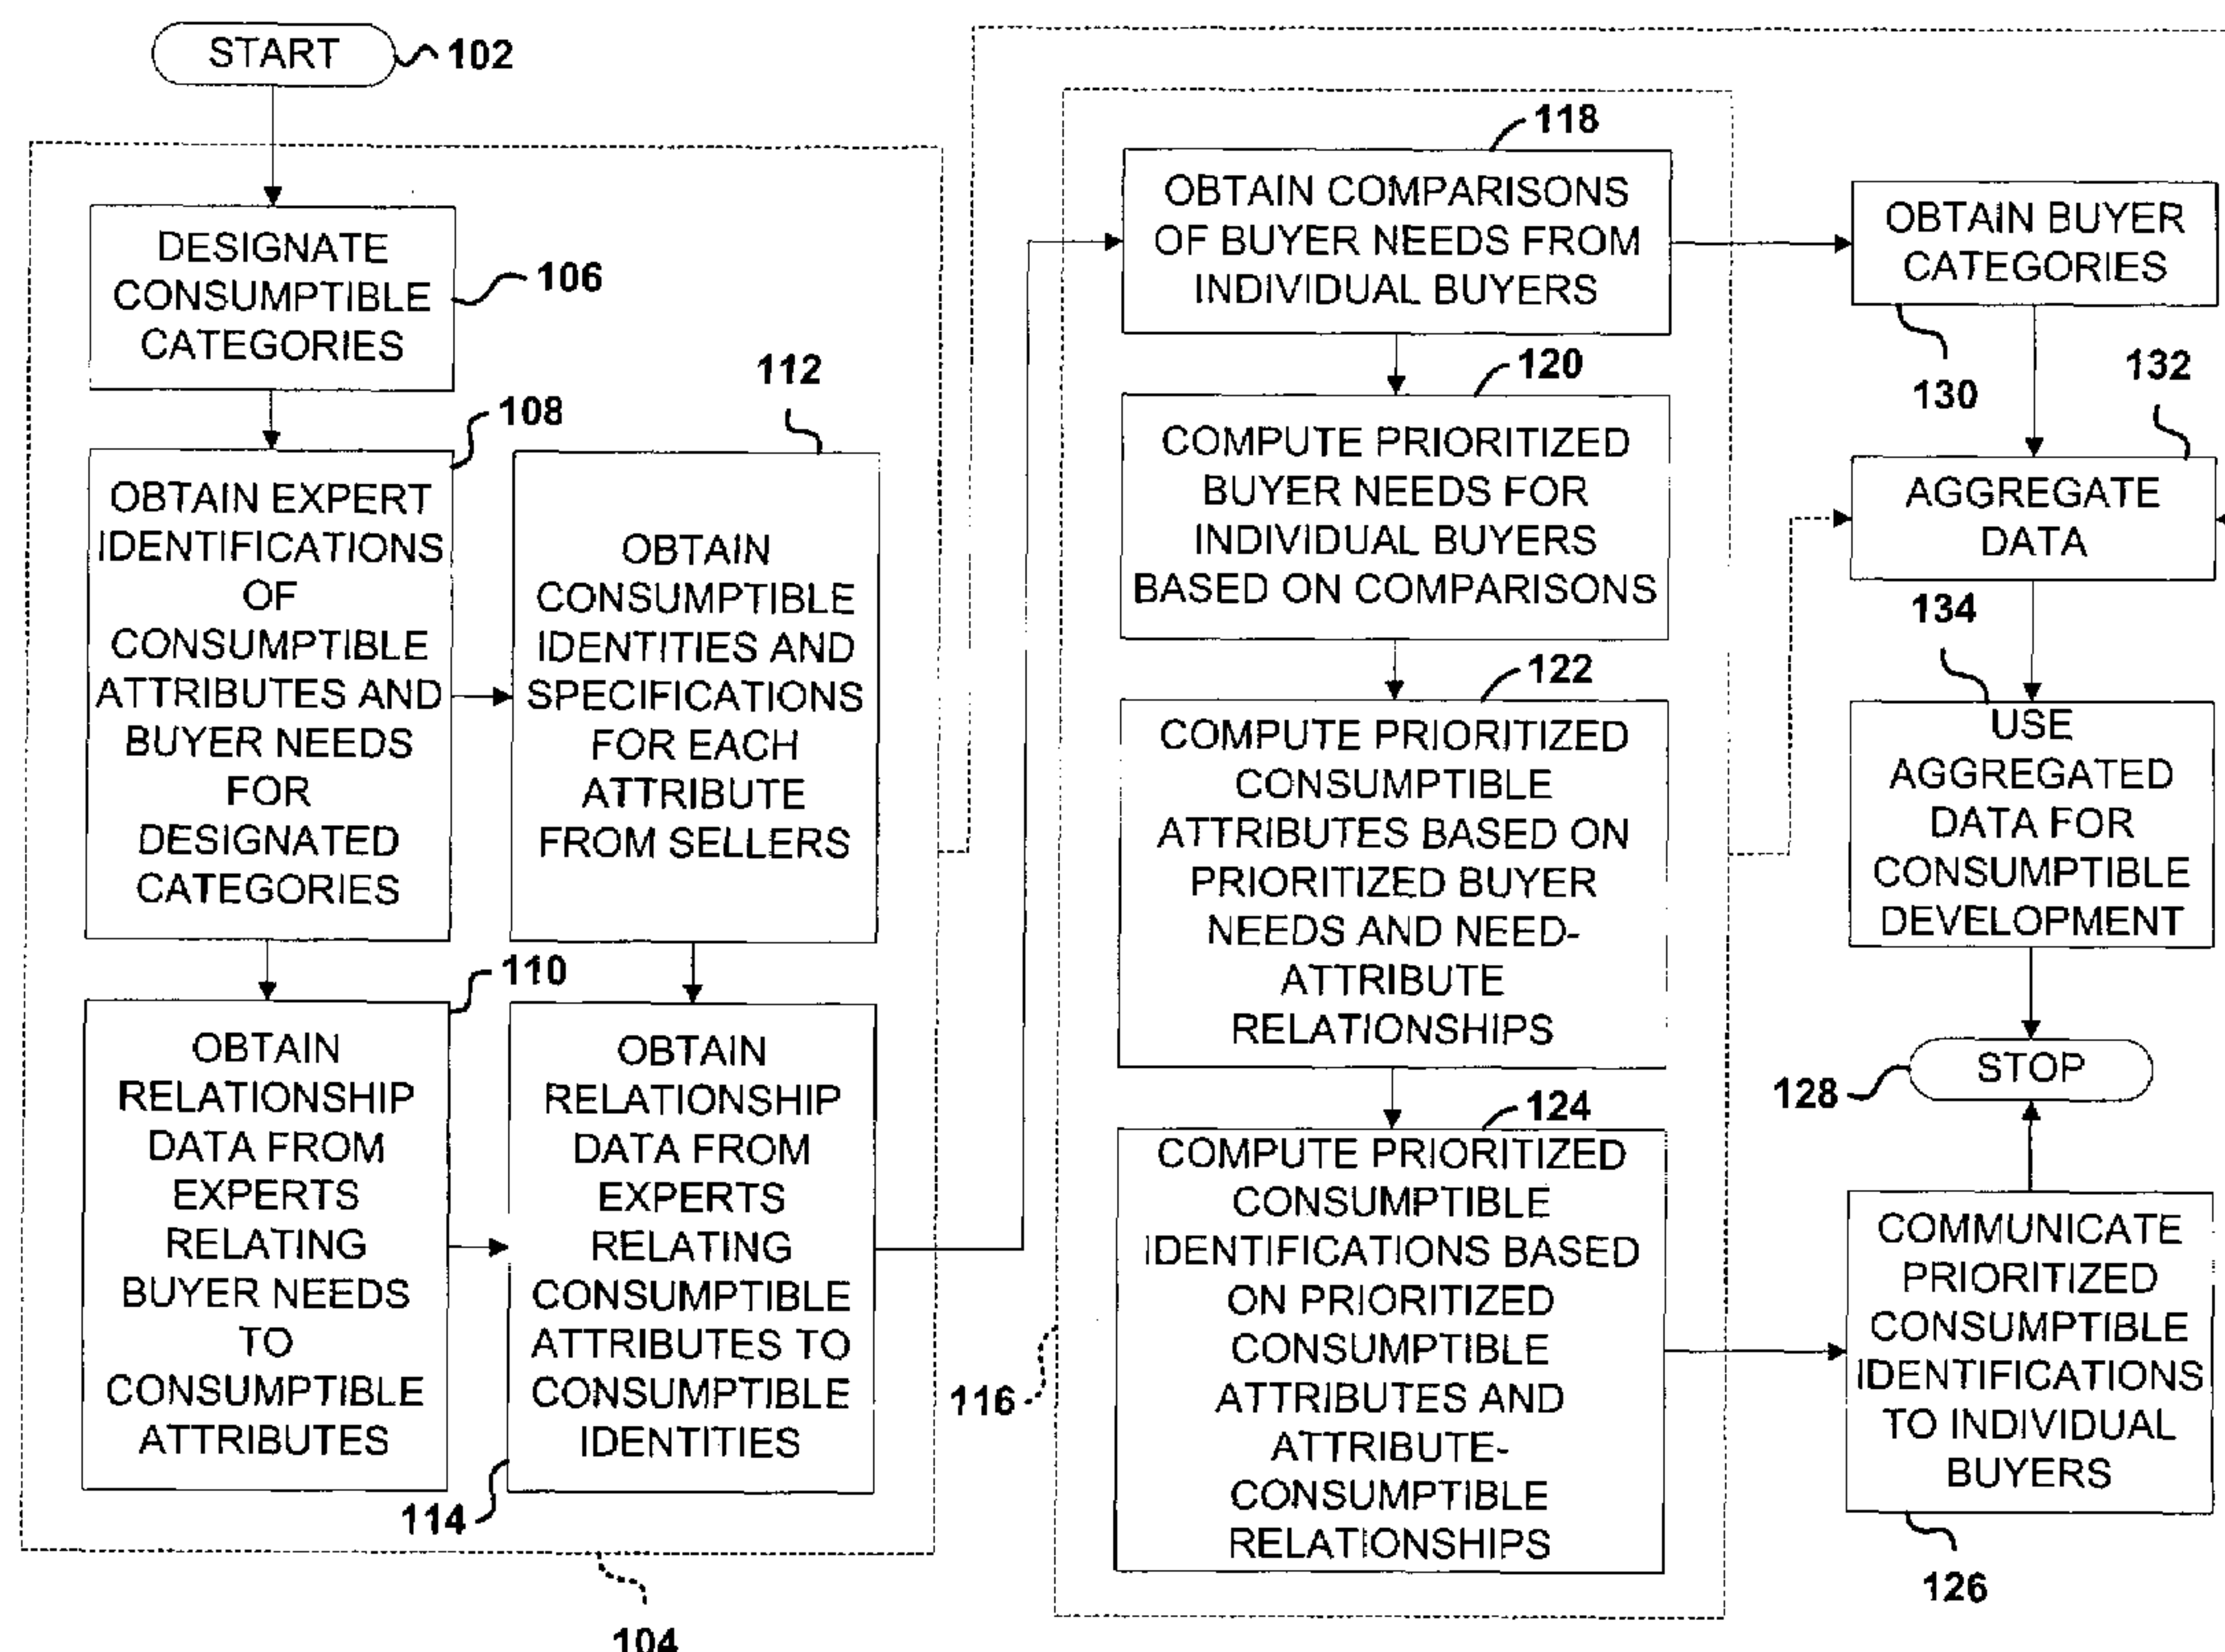 START
102
DESIGNATE
CONSUMPTIBLE
CATEGORIES
106
108
OBTAIN EXPERT
IDENTIFICATIONS
OF
CONSUMPTIBLE
ATTRIBUTES AND
BUYER NEEDS
FOR
DESIGNATED
CATEGORIES
112
OBTAIN
CONSUMPTIBLE
IDENTITIES AND
SPECIFICATIONS
FOR EACH
ATTRIBUTE
FROM SELLERS
110
OBTAIN
RELATIONSHIP
DATA FROM
EXPERTS
RELATING
BUYER NEEDS
TO
CONSUMPTIBLE
ATTRIBUTES
OBTAIN
RELATIONSHIP
DATA FROM
EXPERTS
RELATING
CONSUMPTIBLE
ATTRIBUTES TO
CONSUMPTIBLE
IDENTITIES
114
104
118
OBTAIN COMPARISONS
OF BUYER NEEDS FROM
INDIVIDUAL BUYERS
120
COMPUTE PRIORITIZED
BUYER NEEDS FOR
INDIVIDUAL BUYERS
BASED ON COMPARISONS
122
COMPUTE PRIORITIZED
CONSUMPTIBLE
ATTRIBUTES BASED ON
PRIORITIZED BUYER
NEEDS AND NEED-
ATTRIBUTE
RELATIONSHIPS
124
COMPUTE PRIORITIZED
CONSUMPTIBLE
IDENTIFICATIONS BASED
ON PRIORITIZED
CONSUMPTIBLE
ATTRIBUTES AND
ATTRIBUTE-
CONSUMPTIBLE
RELATIONSHIPS
116
OBTAIN BUYER
CATEGORIES
130
132
AGGREGATE
DATA
134
USE
AGGREGATED
DATA FOR
CONSUMPTIBLE
DEVELOPMENT
STOP
128
COMMUNICATE
PRIORITIZED
CONSUMPTIBLE
IDENTIFICATIONS
TO INDIVIDUAL
BUYERS
126